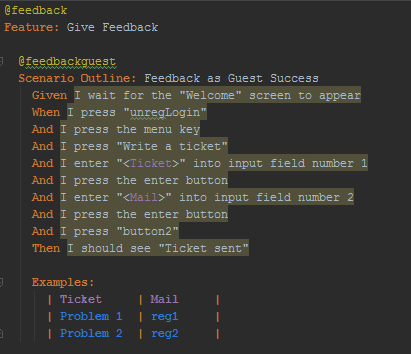 @feedback
Feature: Give Feedback
@feedbackguest
Scenario Outline: Feedback as Guest Success
Given I wait for the "Welcome" screen to appear
When I press "unregLogin"
And I press the menu key
And I press "Write a ticket"
And I enter "<Ticket>" into input field number 1
And I press the enter button
And I enter "<Mail>" into input field number 2
And I press the enter button
And I press "button2"
Then I should see "Ticket sent"
Examples:
| Ticket | Mail |
| Problem 1 | reg1 |
| Problem 2 | reg2 |